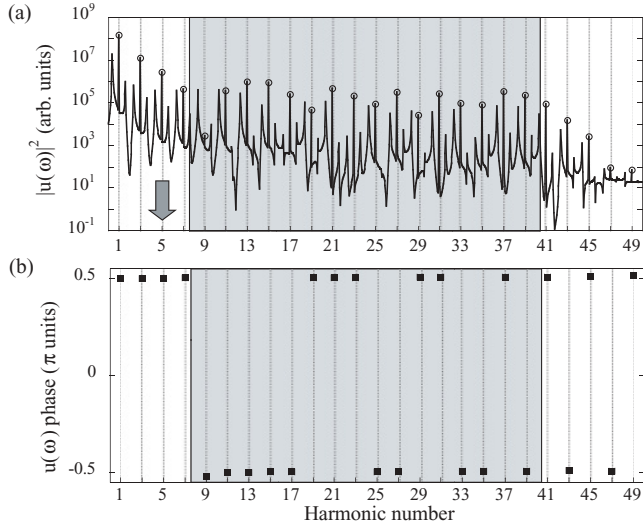 (a)
10^9
10^7
10^5
10^3
10^1
10^-1
|u(ω)|^2 (arb. units)
1 5 9 13 17 21 25 29 33 37 41 45 49
(b)
0.5
0
-0.5
u(ω) phase (π units)
1 5 9 13 17 21 25 29 33 37 41 45 49
Harmonic number